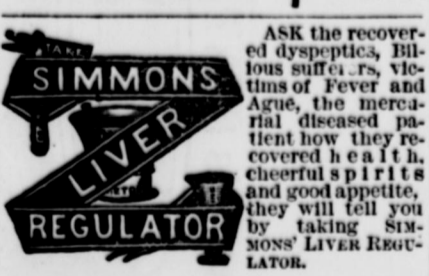 TAKE
SIMMONS
LIVER
REGULATOR
ASK the recover-
ed dyspeptics, Bil-
ious sufferers, vic-
tims of Fever and
Ague, the mercu-
rial diseased pa-
tient how they re-
covered health,
cheerful spirits
and good appetite,
they will tell you
by taking SIM-
MONS' LIVER REGU-
LATOR.